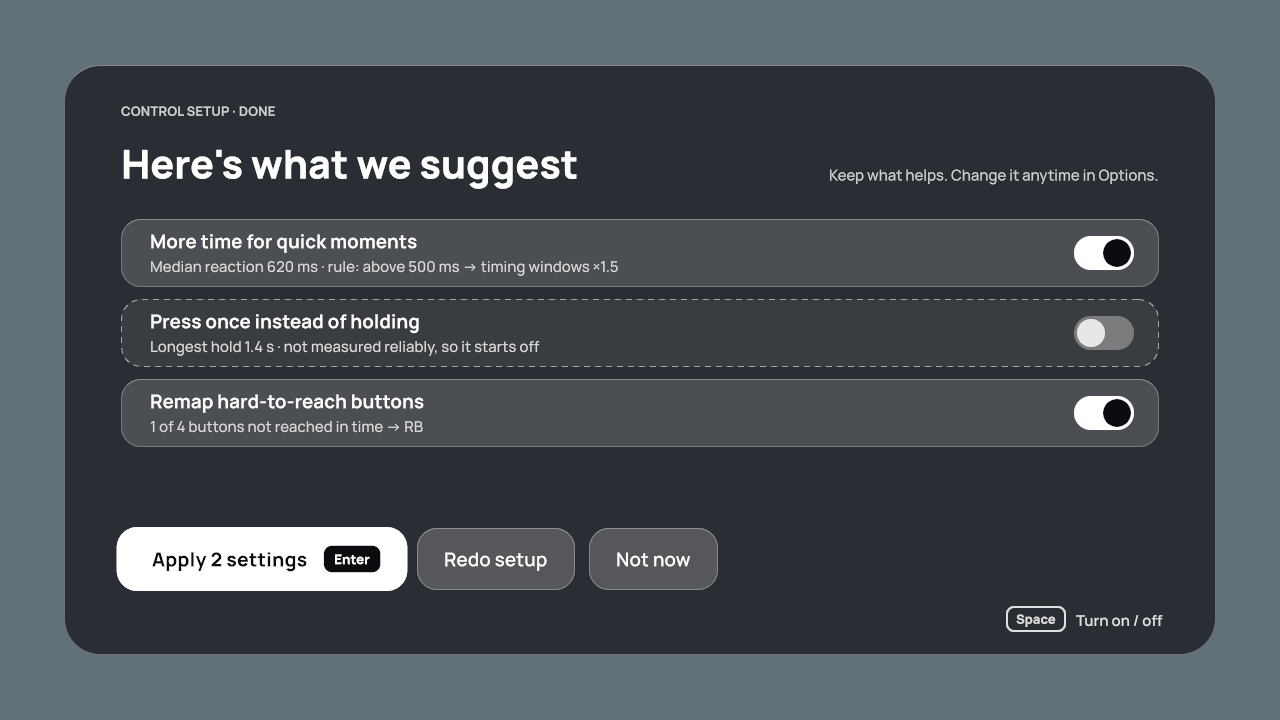 CONTROL SETUP · DONE
Here's what we suggest
Keep what helps. Change it anytime in Options.
More time for quick moments
Median reaction 620 ms · rule: above 500 ms → timing windows ×1.5
Press once instead of holding
Longest hold 1.4 s · not measured reliably, so it starts off
Remap hard-to-reach buttons
1 of 4 buttons not reached in time → RB
Apply 2 settings Enter
Redo setup
Not now
Space Turn on / off